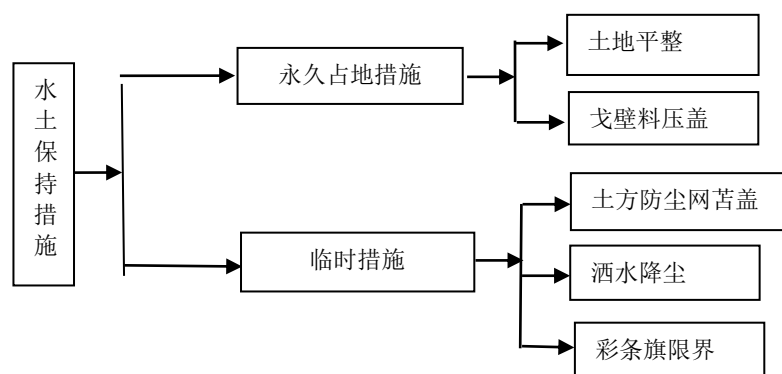 水土保持措施
永久占地措施
土地平整
戈壁料压盖
临时措施
土方防尘网苫盖
洒水降尘
彩条旗限界